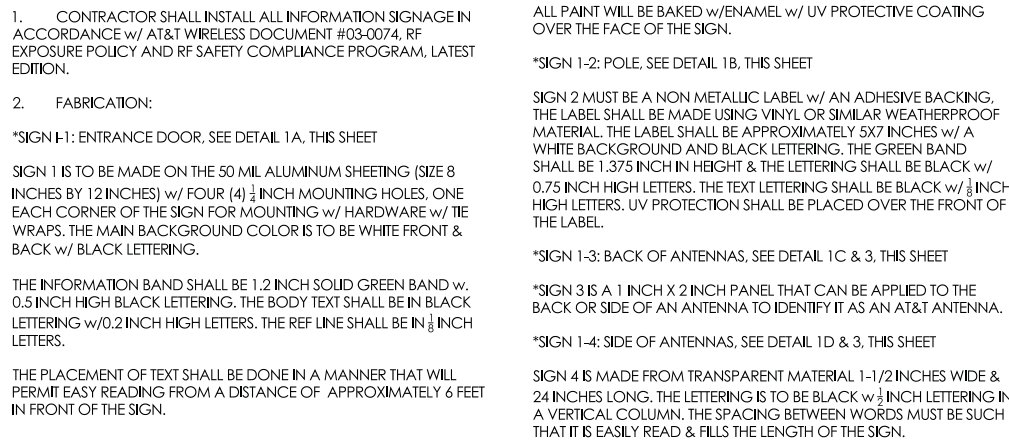 1. CONTRACTOR SHALL INSTALL ALL INFORMATION SIGNAGE IN
ACCORDANCE w/ AT&T WIRELESS DOCUMENT #03-0074, RF
EXPOSURE POLICY AND RF SAFETY COMPLIANCE PROGRAM, LATEST
EDITION.
2. FABRICATION:
*SIGN I-1: ENTRANCE DOOR, SEE DETAIL 1A, THIS SHEET
SIGN 1 IS TO BE MADE ON THE 50 MIL ALUMINUM SHEETING (SIZE 8
INCHES BY 12 INCHES) w/ FOUR (4) 1/4 INCH MOUNTING HOLES, ONE
EACH CORNER OF THE SIGN FOR MOUNTING w/ HARDWARE w/ TIE
WRAPS. THE MAIN BACKGROUND COLOR IS TO BE WHITE FRONT &
BACK w/ BLACK LETTERING.
THE INFORMATION BAND SHALL BE 1.2 INCH SOLID GREEN BAND w.
0.5 INCH HIGH BLACK LETTERING. THE BODY TEXT SHALL BE IN BLACK
LETTERING w/0.2 INCH HIGH LETTERS. THE REF LINE SHALL BE IN 1/8 INCH
LETTERS.
THE PLACEMENT OF TEXT SHALL BE DONE IN A MANNER THAT WILL
PERMIT EASY READING FROM A DISTANCE OF APPROXIMATELY 6 FEET
IN FRONT OF THE SIGN.
ALL PAINT WILL BE BAKED w/ENAMEL w/ UV PROTECTIVE COATING
OVER THE FACE OF THE SIGN.
*SIGN 1-2: POLE, SEE DETAIL 1B, THIS SHEET
SIGN 2 MUST BE A NON METALLIC LABEL w/ AN ADHESIVE BACKING,
THE LABEL SHALL BE MADE USING VINYL OR SIMILAR WEATHERPROOF
MATERIAL. THE LABEL SHALL BE APPROXIMATELY 5X7 INCHES w/ A
WHITE BACKGROUND AND BLACK LETTERING. THE GREEN BAND
SHALL BE 1.375 INCH IN HEIGHT & THE LETTERING SHALL BE BLACK w/
0.75 INCH HIGH LETTERS. THE TEXT LETTERING SHALL BE BLACK w/ 1/8 INCH
HIGH LETTERS. UV PROTECTION SHALL BE PLACED OVER THE FRONT OF
THE LABEL.
*SIGN 1-3: BACK OF ANTENNAS, SEE DETAIL 1C & 3, THIS SHEET
*SIGN 3 IS A 1 INCH X 2 INCH PANEL THAT CAN BE APPLIED TO THE
BACK OR SIDE OF AN ANTENNA TO IDENTIFY IT AS AN AT&T ANTENNA.
*SIGN 1-4: SIDE OF ANTENNAS, SEE DETAIL 1D & 3, THIS SHEET
SIGN 4 IS MADE FROM TRANSPARENT MATERIAL 1-1/2 INCHES WIDE &
24 INCHES LONG. THE LETTERING IS TO BE BLACK w 1/2 INCH LETTERING IN
A VERTICAL COLUMN. THE SPACING BETWEEN WORDS MUST BE SUCH
THAT IT IS EASILY READ & FILLS THE LENGTH OF THE SIGN.